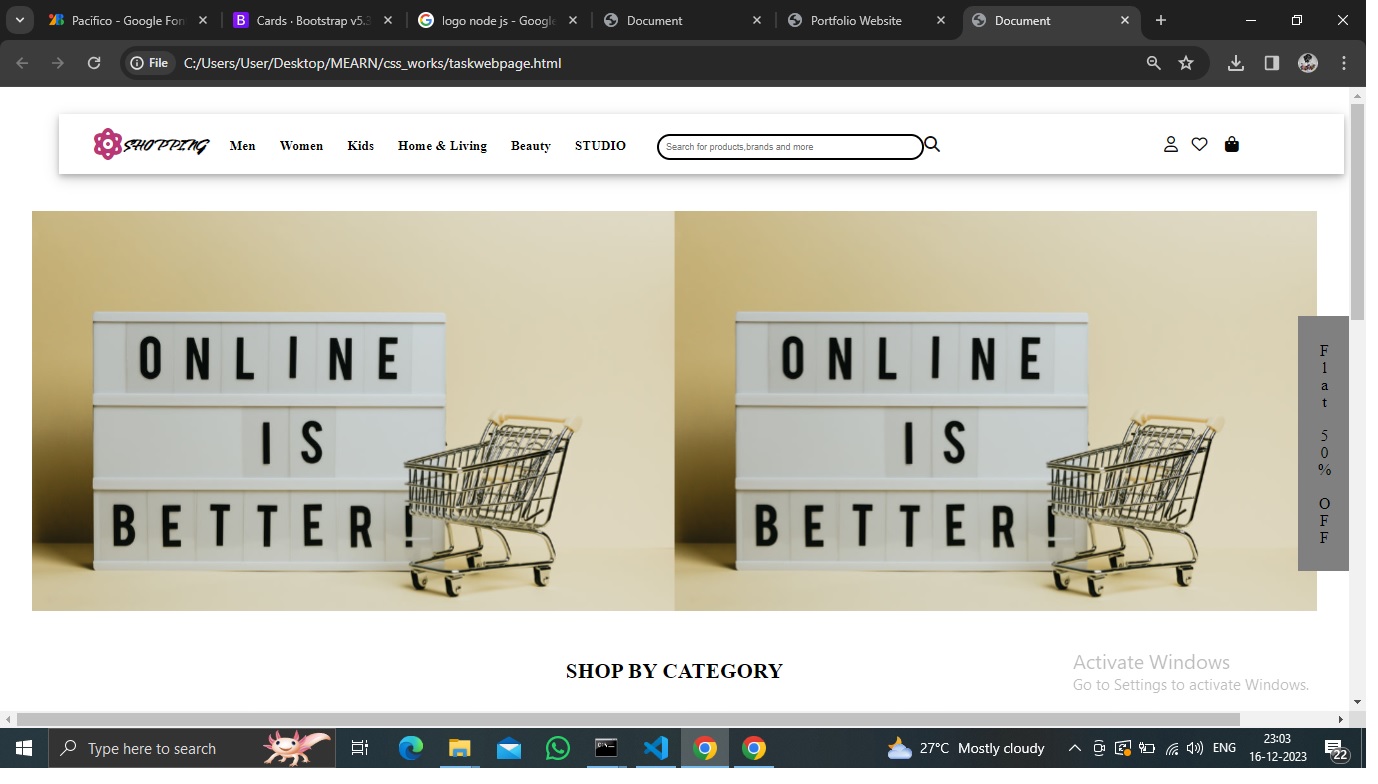 Pacifico - Google Fon
Cards · Bootstrap v5.3
logo node js - Google
Document
Portfolio Website
Document
File
C:/Users/User/Desktop/MEARN/css_works/taskwebpage.html
SHOPPING
Men
Women
Kids
Home & Living
Beauty
STUDIO
Search for products,brands and more
ONLINE
IS
BETTER!
ONLINE
IS
BETTER!
Flat 50% OFF
SHOP BY CATEGORY
Activate Windows
Go to Settings to activate Windows.
Type here to search
27°C Mostly cloudy
ENG
23:03
16-12-2023
22